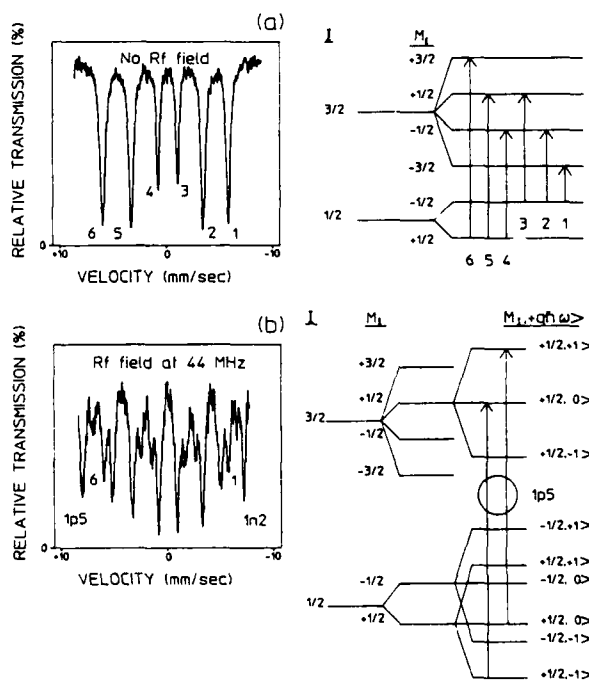 (a)
RELATIVE TRANSMISSION (%)
No Rf field
6 5 4 3 2 1
0
+10 0 -10
VELOCITY (mm/sec)
I M_I
3/2
+3/2
+1/2
-1/2
-3/2
1/2
-1/2
+1/2
3 2 1
6 5 4
(b)
RELATIVE TRANSMISSION (%)
Rf field at 44 MHz
6 1
1p5 1n2
0
+10 0 -10
VELOCITY (mm/sec)
I M_I M_I,+qħω>
3/2
+3/2
+1/2
-1/2
-3/2
+1/2,+1>
+1/2, 0>
+1/2,-1>
1p5
1/2
-1/2
+1/2
-1/2,+1>
+1/2,+1>
-1/2, 0>
+1/2, 0>
-1/2,-1>
+1/2,-1>